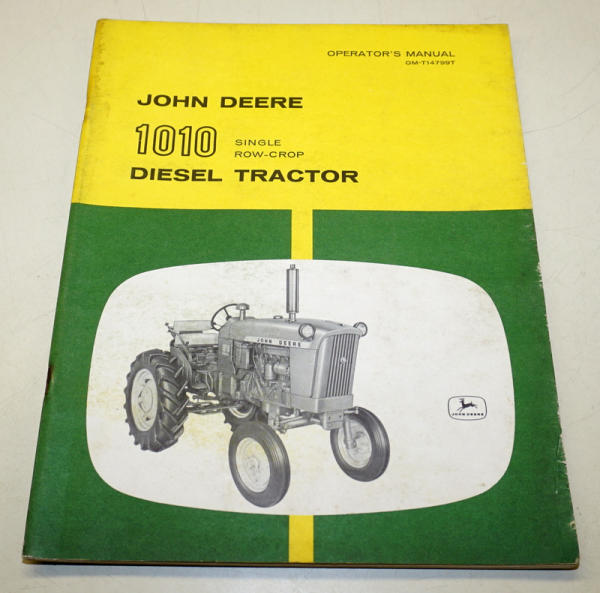 OPERATOR'S MANUAL
OM-T14799T
JOHN DEERE
1010 SINGLE
ROW-CROP
DIESEL TRACTOR
JOHN DEERE
JOHN DEERE